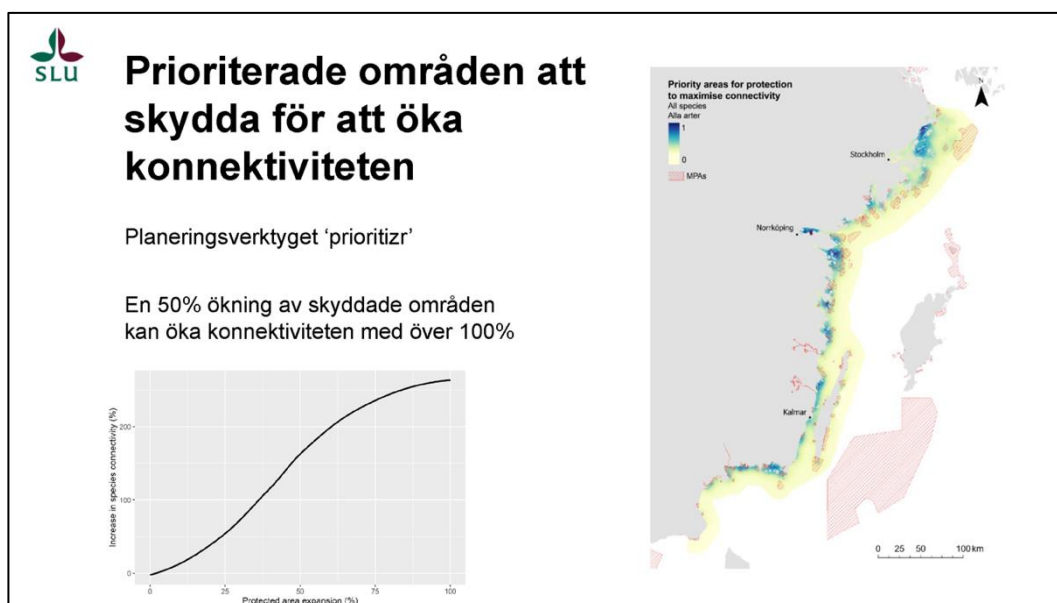 SLU
Prioriterade områden att
skydda för att öka
konnektiviteten
Planeringsverktyget ‘prioritizr’
En 50% ökning av skyddade områden
kan öka konnektiviteten med över 100%
Increase in species connectivity (%)
200
100
0
0
25
50
75
100
Protected area expansion (%)
Priority areas for protection
to maximise connectivity
All species
Alla arter
1
0
MPAs
N
Stockholm
Norrköping
Kalmar
0 25 50 100 km